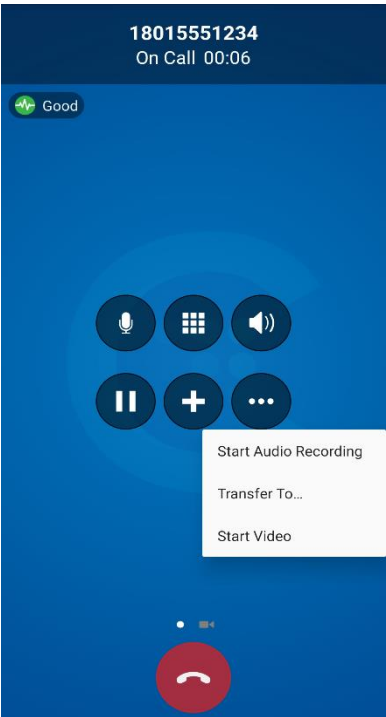 18015551234
On Call 00:06
Good
Start Audio Recording
Transfer To...
Start Video